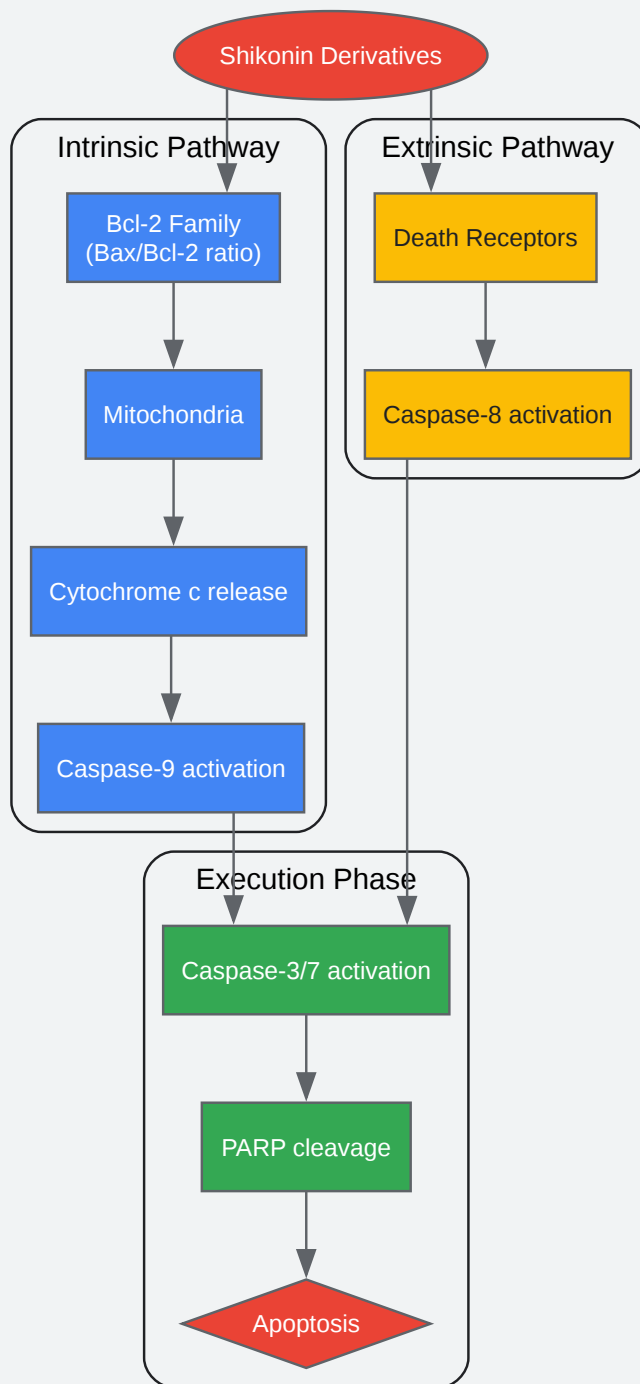 Shikonin Derivatives
Intrinsic Pathway
Bcl-2 Family
(Bax/Bcl-2 ratio)
Mitochondria
Cytochrome c release
Caspase-9 activation
Extrinsic Pathway
Death Receptors
Caspase-8 activation
Execution Phase
Caspase-3/7 activation
PARP cleavage
Apoptosis